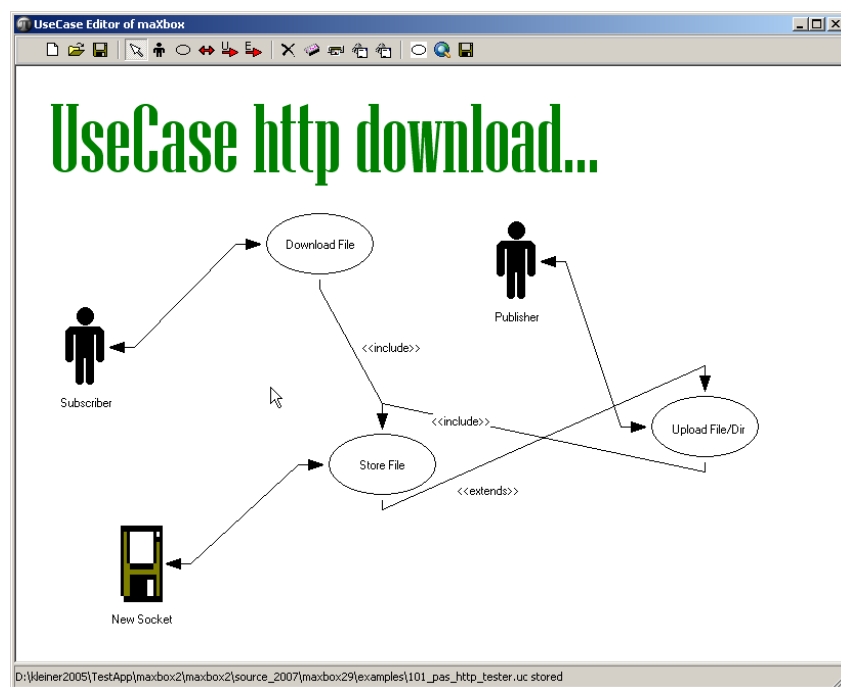 UseCase Editor of maXbox
U
E
UseCase http download...
Download File
Publisher
<<include>>
Subscriber
<<include>>
Upload File/Dir
Store File
<<extends>>
New Socket
D:\kleiner2005\TestApp\maxbox2\maxbox2\source_2007\maxbox29\examples\101_pas_http_tester.uc stored